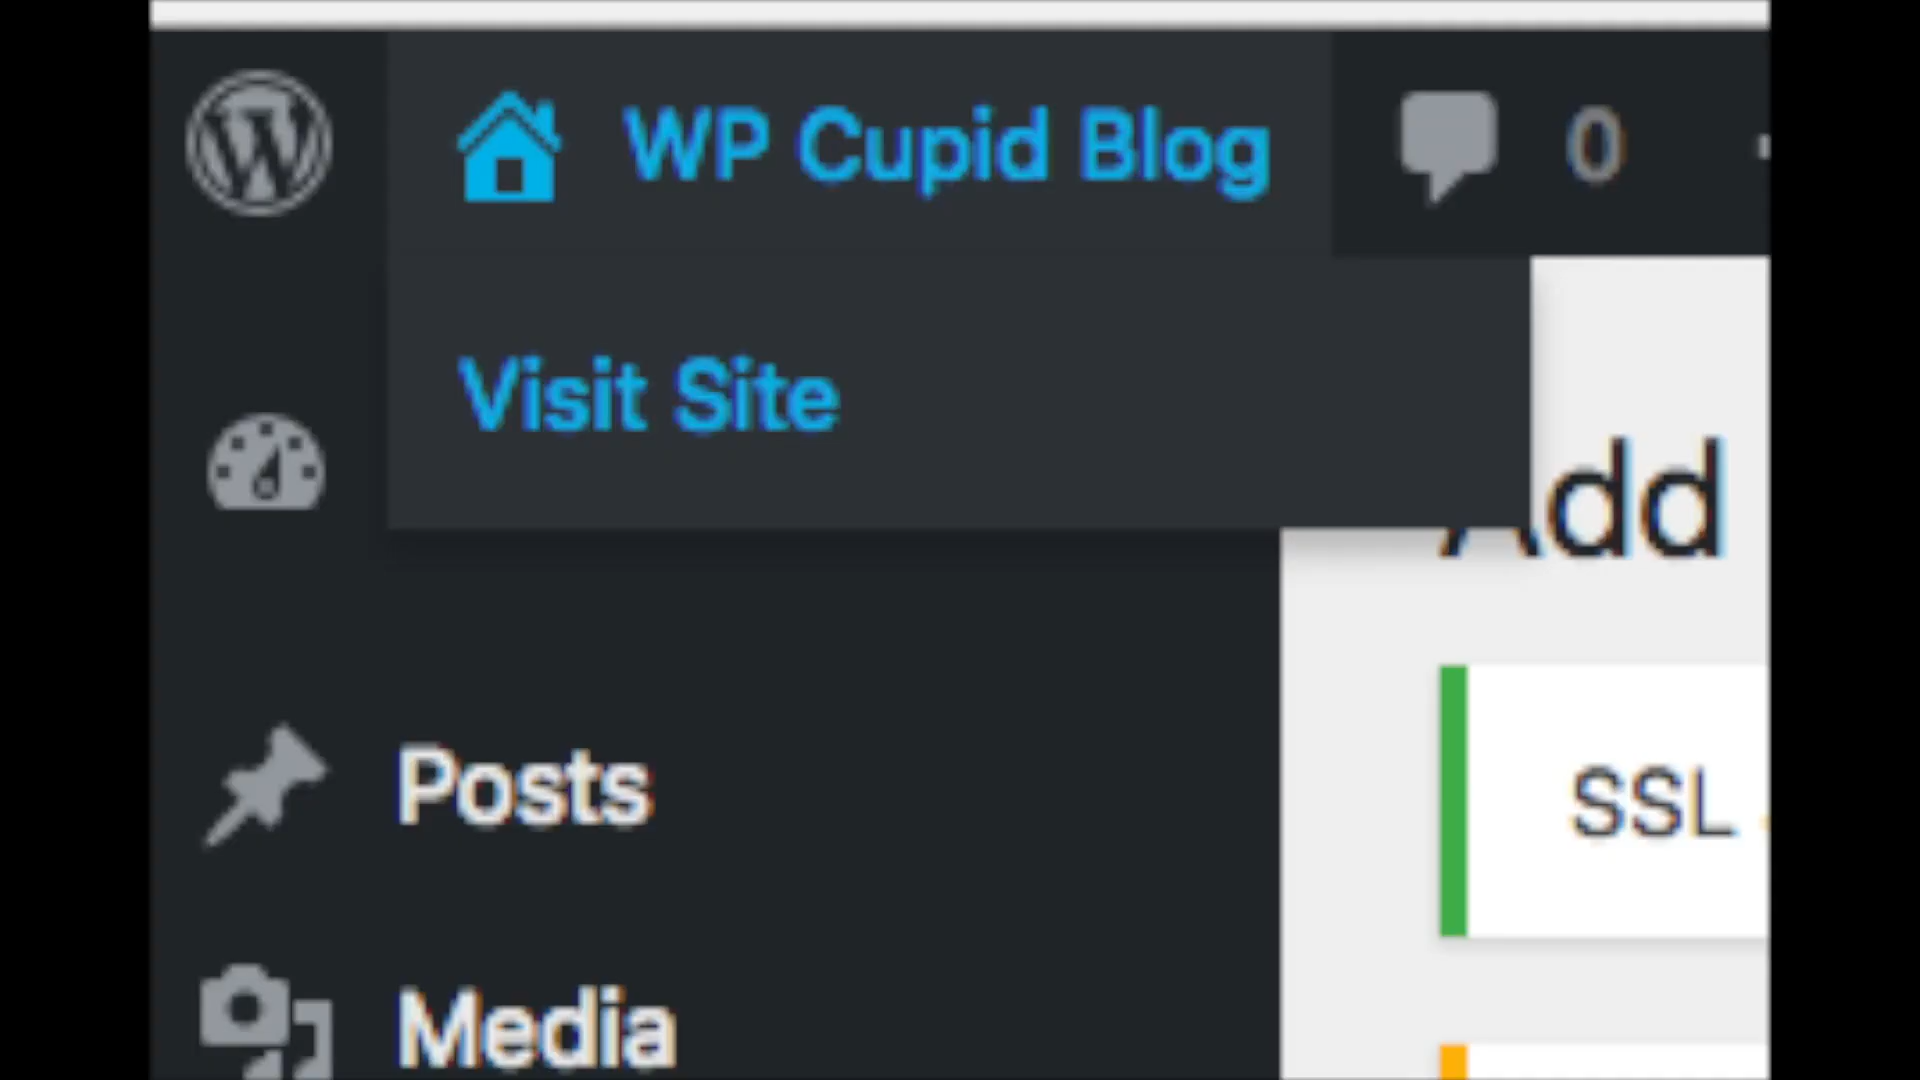 WP Cupid Blog 0
Visit Site
Add
Posts
SSL
Media